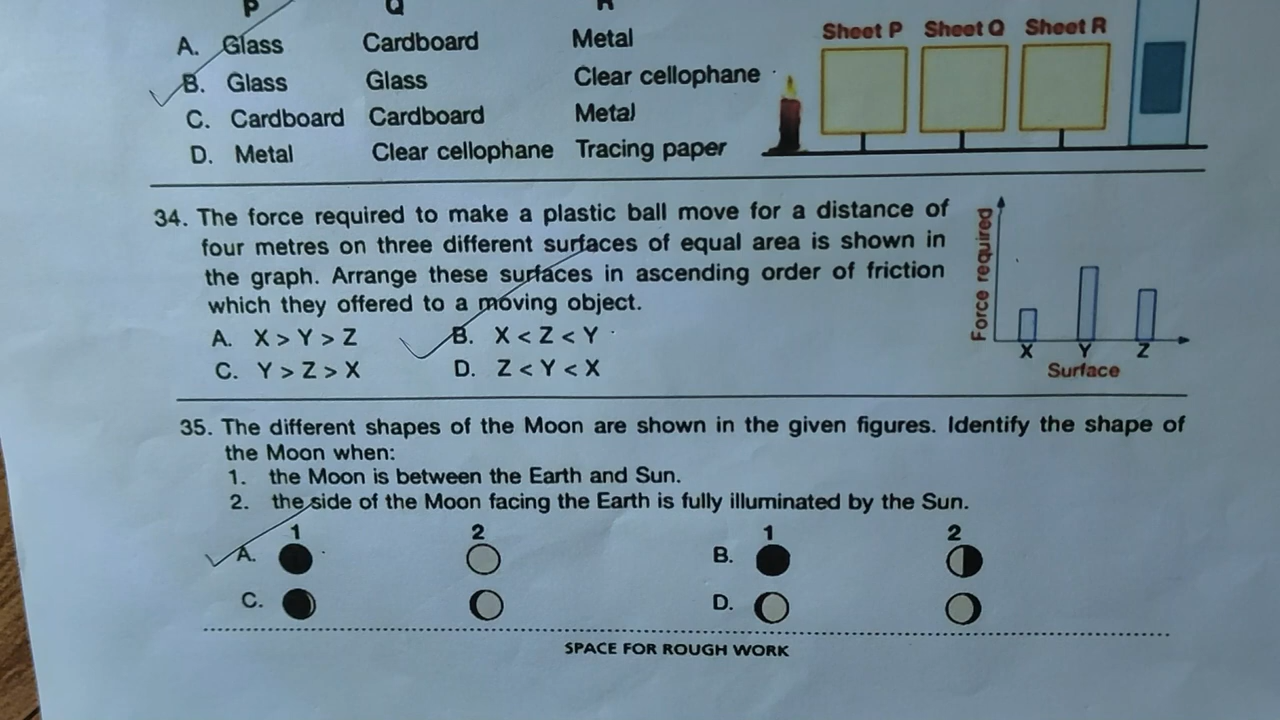 P Q R
A. Glass Cardboard Metal
B. Glass Glass Clear cellophane
C. Cardboard Cardboard Metal
D. Metal Clear cellophane Tracing paper
Sheet P Sheet Q Sheet R
34. The force required to make a plastic ball move for a distance of
four metres on three different surfaces of equal area is shown in
the graph. Arrange these surfaces in ascending order of friction
which they offered to a moving object.
A. X > Y > Z B. X < Z < Y
C. Y > Z > X D. Z < Y < X
Force required
X Y Z
Surface
35. The different shapes of the Moon are shown in the given figures. Identify the shape of
the Moon when:
1. the Moon is between the Earth and Sun.
2. the side of the Moon facing the Earth is fully illuminated by the Sun.
1 2 1 2
A. B.
C. D.
SPACE FOR ROUGH WORK